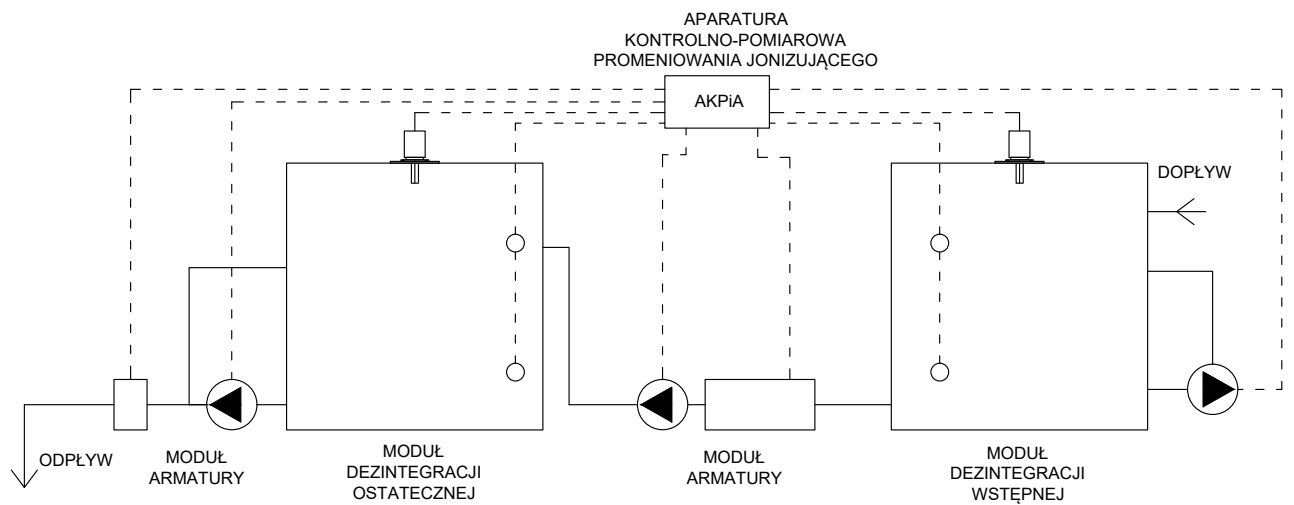 APARATURA
KONTROLNO-POMIAROWA
PROMENIOWANIA JONIZUJĄCEGO
AKPiA
DOPŁYW
ODPŁYW
MODUŁ
ARMATURY
MODUŁ
DEZINTEGRACJI
OSTATECZNEJ
MODUŁ
ARMATURY
MODUŁ
DEZINTEGRACJI
WSTĘPNEJ